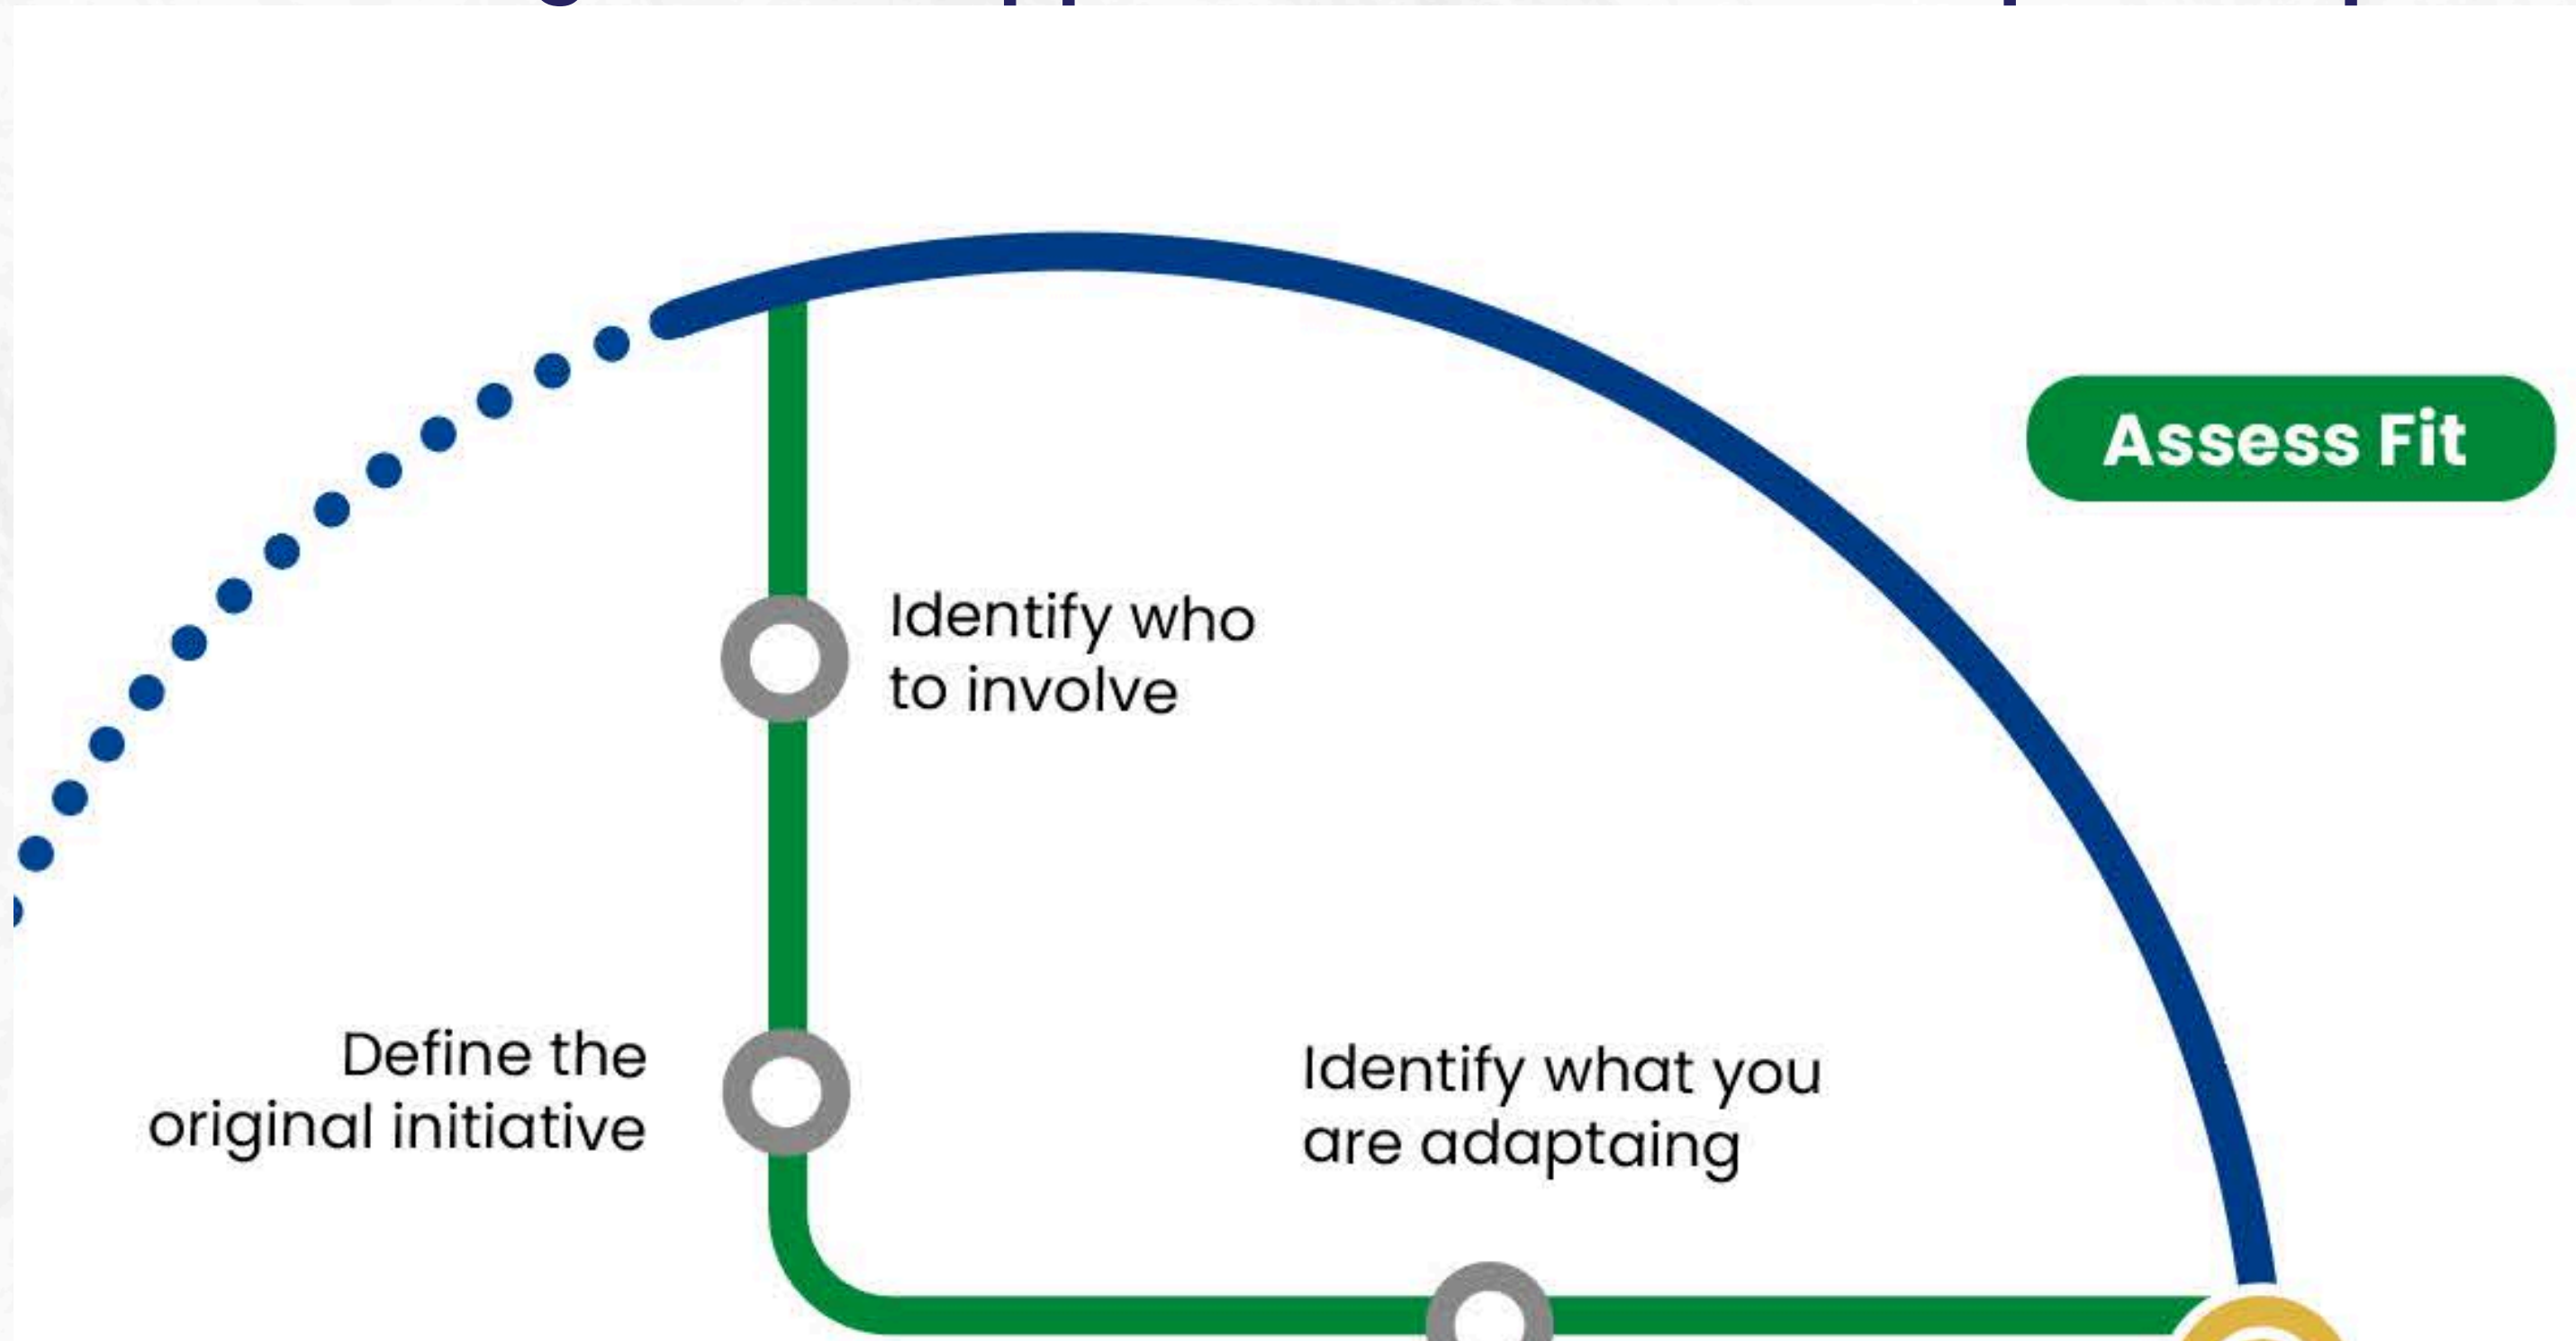 Assess Fit
Identify who
to involve
Define the
original initiative
Identify what you
are adaptaing